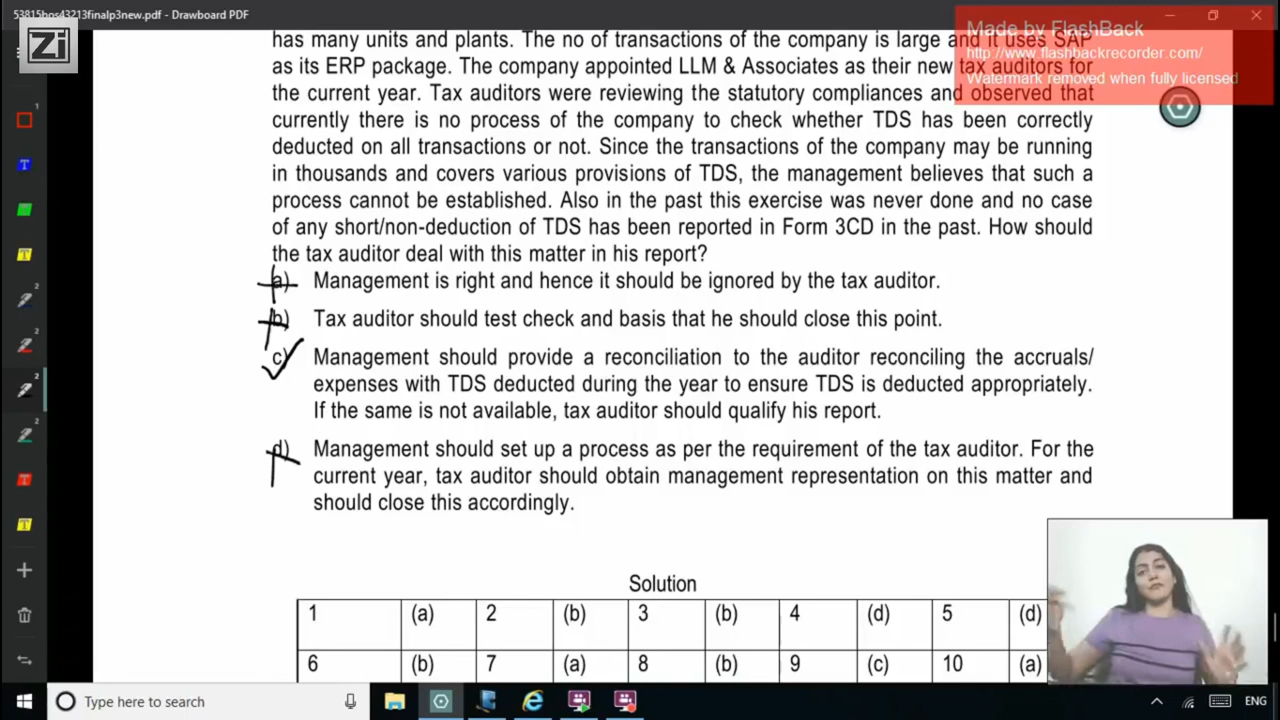 53815bos43213finalp3new.pdf - Drawboard PDF
Zi
Made by FlashBack
http://www.flashbackrecorder.com/
Watermark removed when fully licensed
has many units and plants. The no of transactions of the company is large and it uses SAP
as its ERP package. The company appointed LLM & Associates as their new tax auditors for
the current year. Tax auditors were reviewing the statutory compliances and observed that
currently there is no process of the company to check whether TDS has been correctly
deducted on all transactions or not. Since the transactions of the company may be running
in thousands and covers various provisions of TDS, the management believes that such a
process cannot be established. Also in the past this exercise was never done and no case
of any short/non-deduction of TDS has been reported in Form 3CD in the past. How should
the tax auditor deal with this matter in his report?
a) Management is right and hence it should be ignored by the tax auditor.
b) Tax auditor should test check and basis that he should close this point.
c) Management should provide a reconciliation to the auditor reconciling the accruals/
expenses with TDS deducted during the year to ensure TDS is deducted appropriately.
If the same is not available, tax auditor should qualify his report.
d) Management should set up a process as per the requirement of the tax auditor. For the
current year, tax auditor should obtain management representation on this matter and
should close this accordingly.
Solution
1 (a) 2 (b) 3 (b) 4 (d) 5 (d)
6 (b) 7 (a) 8 (b) 9 (c) 10 (a)
Type here to search
ENG